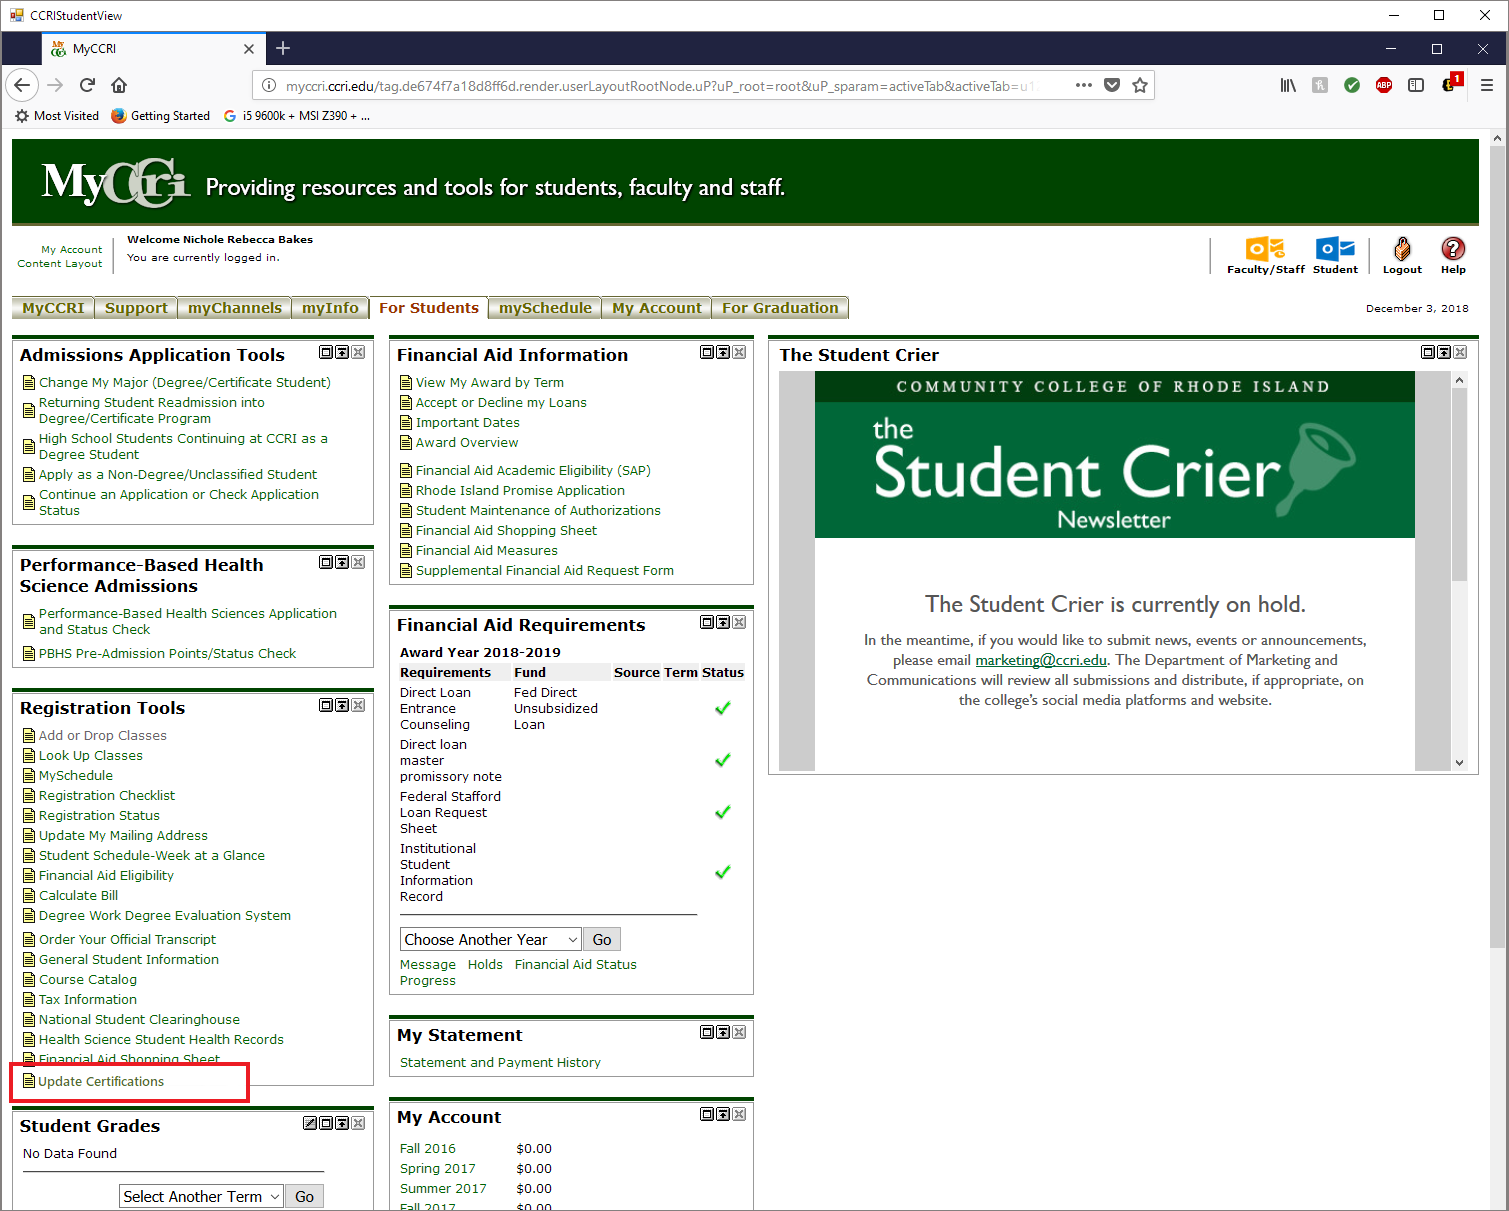 CCRIStudentView
MyCCRI
myccri.ccri.edu/tag.de674f7a18d8ff6d.render.userLayoutRootNode.uP?uP_root=root&uP_sparam=activeTab&activeTab=u1
ABP
1
Most Visited
Getting Started
i5 9600k + MSI Z390 + ...
MyCCri Providing resources and tools for students, faculty and staff.
My Account
Content Layout
Welcome Nichole Rebecca Bakes
You are currently logged in.
Faculty/Staff
Student
Logout
Help
MyCCRI
Support
myChannels
myInfo
For Students
mySchedule
My Account
For Graduation
December 3, 2018
Admissions Application Tools
Change My Major (Degree/Certificate Student)
Returning Student Readmission into
Degree/Certificate Program
High School Students Continuing at CCRI as a
Degree Student
Apply as a Non-Degree/Unclassified Student
Continue an Application or Check Application
Status
Performance-Based Health
Science Admissions
Performance-Based Health Sciences Application
and Status Check
PBHS Pre-Admission Points/Status Check
Registration Tools
Add or Drop Classes
Look Up Classes
MySchedule
Registration Checklist
Registration Status
Update My Mailing Address
Student Schedule-Week at a Glance
Financial Aid Eligibility
Calculate Bill
Degree Work Degree Evaluation System
Order Your Official Transcript
General Student Information
Course Catalog
Tax Information
National Student Clearinghouse
Health Science Student Health Records
Financial Aid Shopping Sheet
Update Certifications
Student Grades
No Data Found
Select Another Term
Go
Financial Aid Information
View My Award by Term
Accept or Decline my Loans
Important Dates
Award Overview
Financial Aid Academic Eligibility (SAP)
Rhode Island Promise Application
Student Maintenance of Authorizations
Financial Aid Shopping Sheet
Financial Aid Measures
Supplemental Financial Aid Request Form
Financial Aid Requirements
Award Year 2018-2019
Requirements Fund Source Term Status
Direct Loan Fed Direct
Entrance Unsubsidized
Counseling Loan
Direct loan
master
promissory note
Federal Stafford
Loan Request
Sheet
Institutional
Student
Information
Record
Choose Another Year
Go
Message Holds Financial Aid Status
Progress
My Statement
Statement and Payment History
My Account
Fall 2016 $0.00
Spring 2017 $0.00
Summer 2017 $0.00
Fall 2017 $0.00
The Student Crier
COMMUNITY COLLEGE OF RHODE ISLAND
the
Student Crier
Newsletter
The Student Crier is currently on hold.
In the meantime, if you would like to submit news, events or announcements,
please email marketing@ccri.edu. The Department of Marketing and
Communications will review all submissions and distribute, if appropriate, on
the college's social media platforms and website.